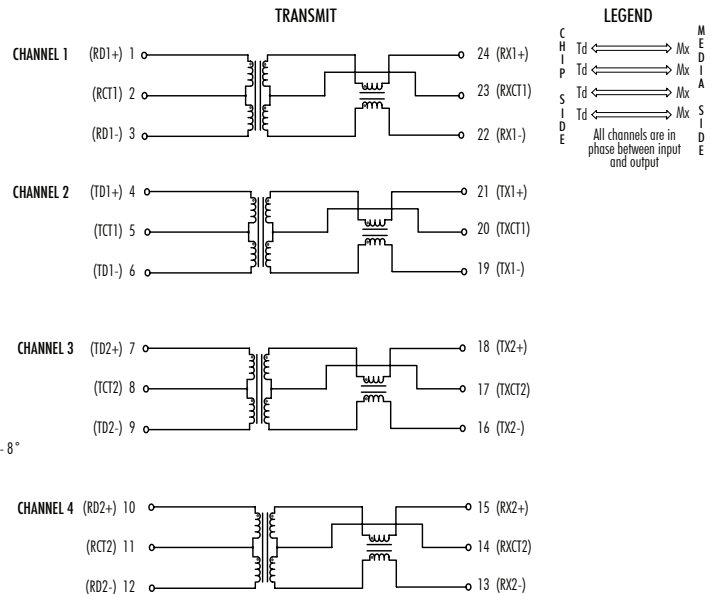 TRANSMIT
CHANNEL 1 (RD1+) 1 24 (RX1+)
(RCT1) 2 23 (RXCT1)
(RD1-) 3 22 (RX1-)
CHANNEL 2 (TD1+) 4 21 (TX1+)
(TCT1) 5 20 (TXCT1)
(TD1-) 6 19 (TX1-)
CHANNEL 3 (TD2+) 7 18 (TX2+)
(TCT2) 8 17 (TXCT2)
(TD2-) 9 16 (TX2-)
- 8°
CHANNEL 4 (RD2+) 10 15 (RX2+)
(RCT2) 11 14 (RXCT2)
(RD2-) 12 13 (RX2-)
LEGEND
CHIP SIDE
Td Mx
Td Mx
Td Mx
Td Mx
MEDIA SIDE
All channels are in
phase between input
and output